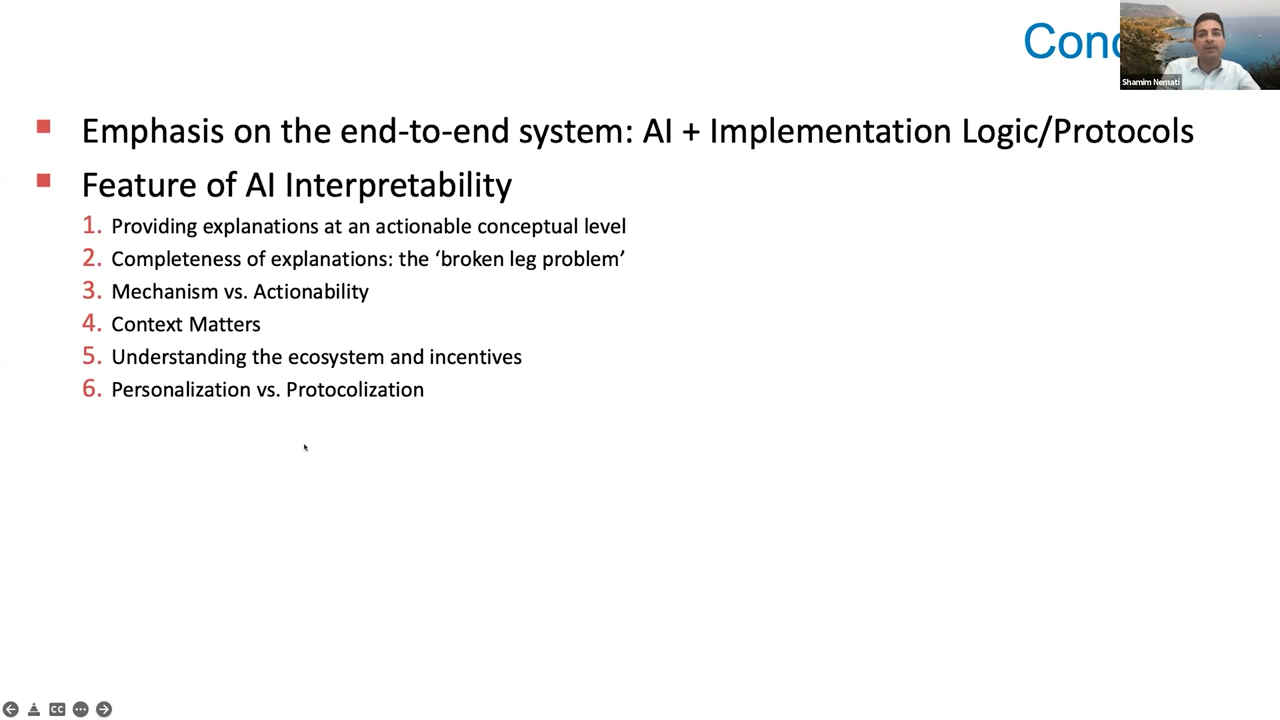 Shamim Nemati
Emphasis on the end-to-end system: AI + Implementation Logic/Protocols
Feature of AI Interpretability
1. Providing explanations at an actionable conceptual level
2. Completeness of explanations: the ‘broken leg problem’
3. Mechanism vs. Actionability
4. Context Matters
5. Understanding the ecosystem and incentives
6. Personalization vs. Protocolization
CC